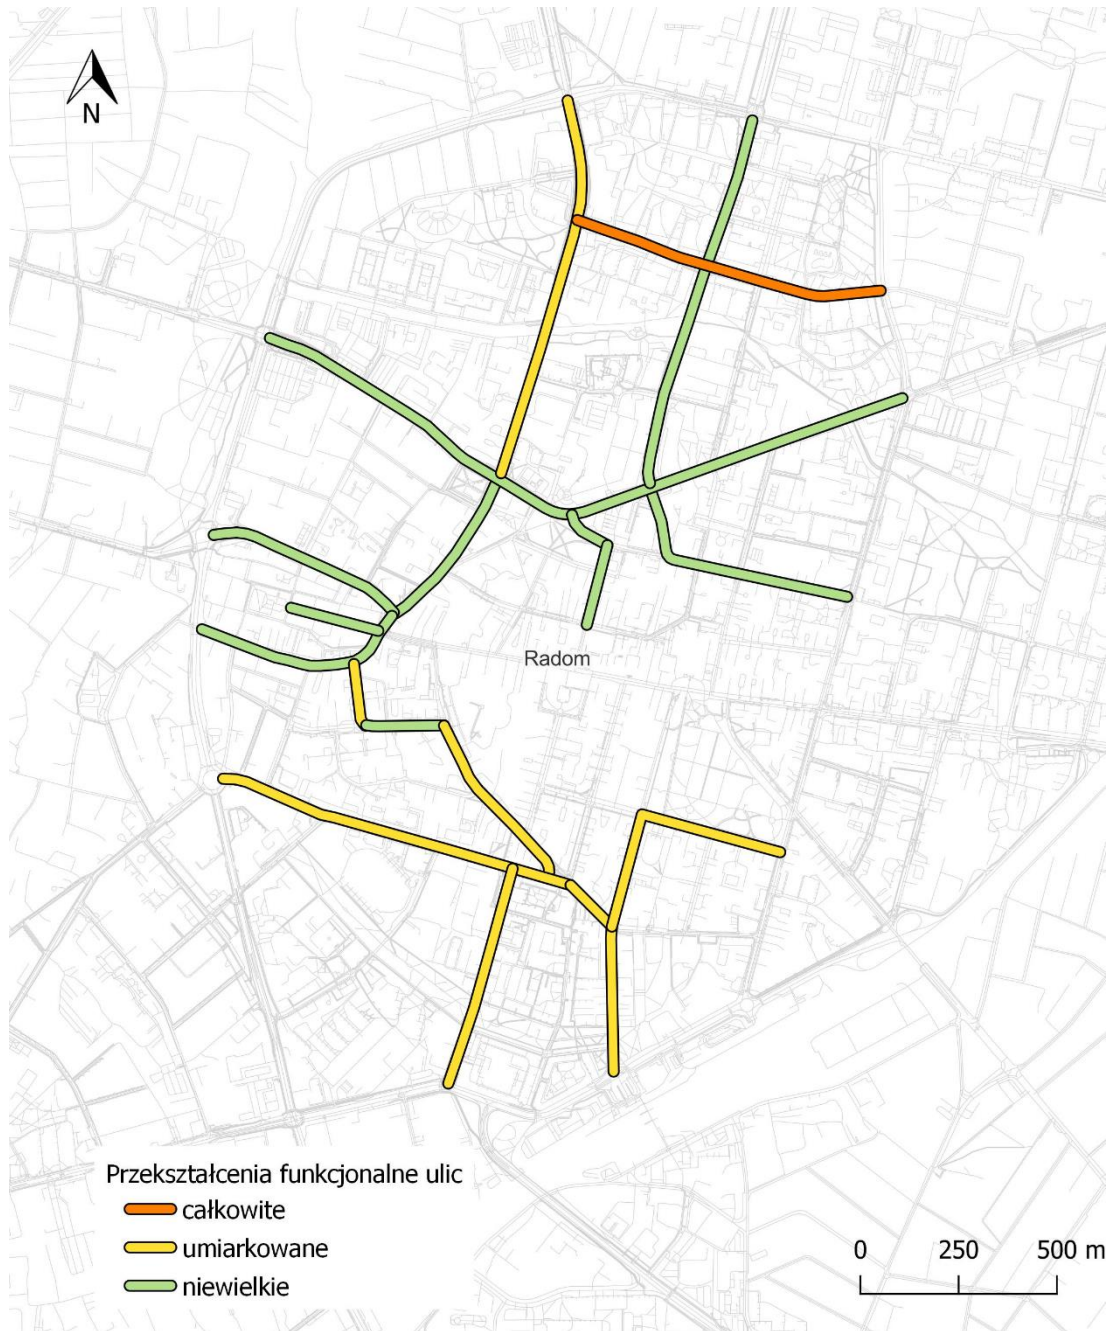 N
Radom
Przekształcenia funkcjonalne ulic
całkowite
umiarkowane
niewielkie
0 250 500 m